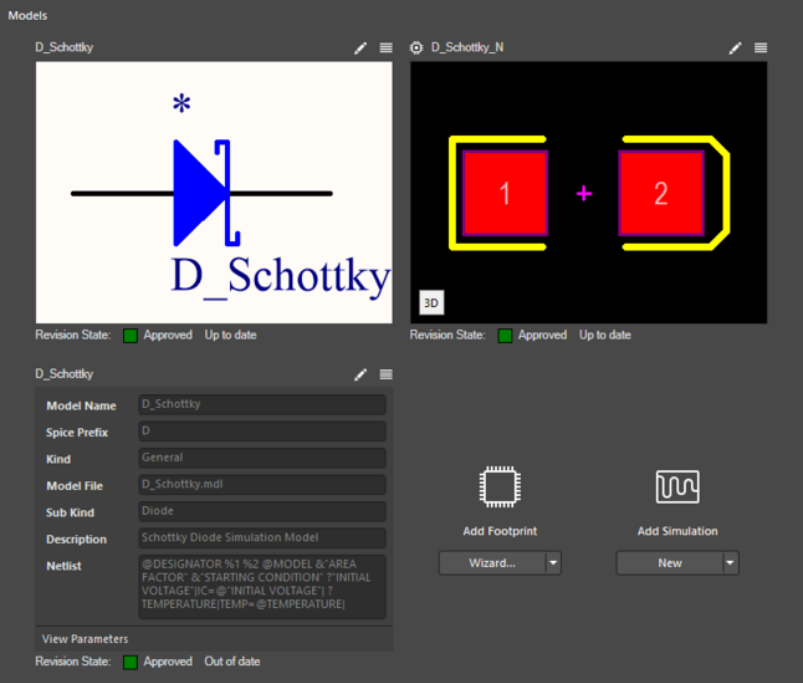 Models
D_Schottky
D_Schottky_N
*
D_Schottky
1 + 2
3D
Revision State: Approved Up to date
Revision State: Approved Up to date
D_Schottky
Model Name D_Schottky
Spice Prefix D
Kind General
Model File D_Schottky.mdl
Sub Kind Diode
Description Schottky Diode Simulation Model
Netlist @DESIGNATOR %1 %2 @MODEL &"AREA
FACTOR" &"STARTING CONDITION" ?"INITIAL
VOLTAGE"|IC=@"INITIAL VOLTAGE"| ?
TEMPERATURE|TEMP=@TEMPERATURE|
View Parameters
Revision State: Approved Out of date
Add Footprint
Wizard...
Add Simulation
New